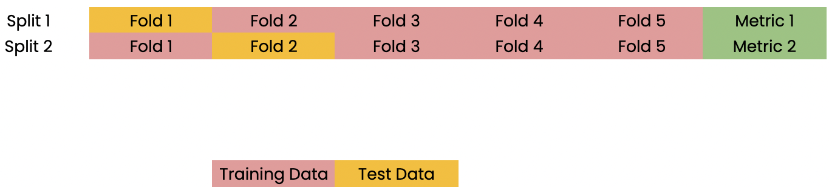 Split 1 Fold 1 Fold 2 Fold 3 Fold 4 Fold 5 Metric 1
Split 2 Fold 1 Fold 2 Fold 3 Fold 4 Fold 5 Metric 2
Training Data Test Data